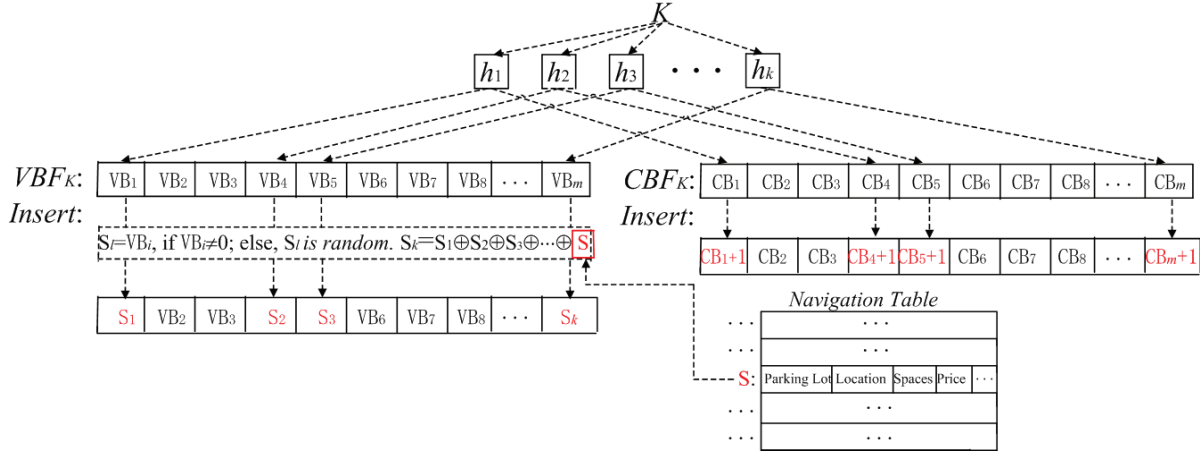 K
h1 h2 h3 · · · hk
VBFK: VB1 VB2 VB3 VB4 VB5 VB6 VB7 VB8 · · · VBm
CBFK: CB1 CB2 CB3 CB4 CB5 CB6 CB7 CB8 · · · CBm
Insert:
Insert:
Sl=VBi, if VBi≠0; else, Sl is random. Sk=S1⊕S2⊕S3⊕···⊕ S
CB1+1 CB2 CB3 CB4+1 CB5+1 CB6 CB7 CB8 · · · CBm+1
S1 VB2 VB3 S2 S3 VB6 VB7 VB8 · · · Sk
Navigation Table
· · · · · ·
· · · · · ·
S: Parking Lot Location Spaces Price · · ·
· · · · · ·
· · · · · ·